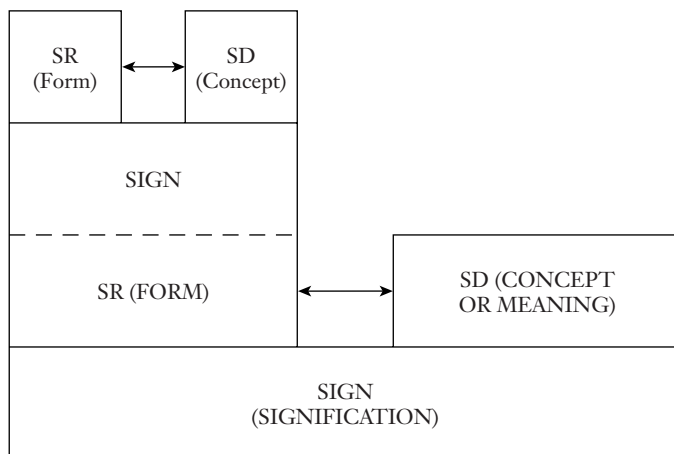 SR
(Form)
SD
(Concept)
SIGN
SR (FORM)
SD (CONCEPT
OR MEANING)
SIGN
(SIGNIFICATION)